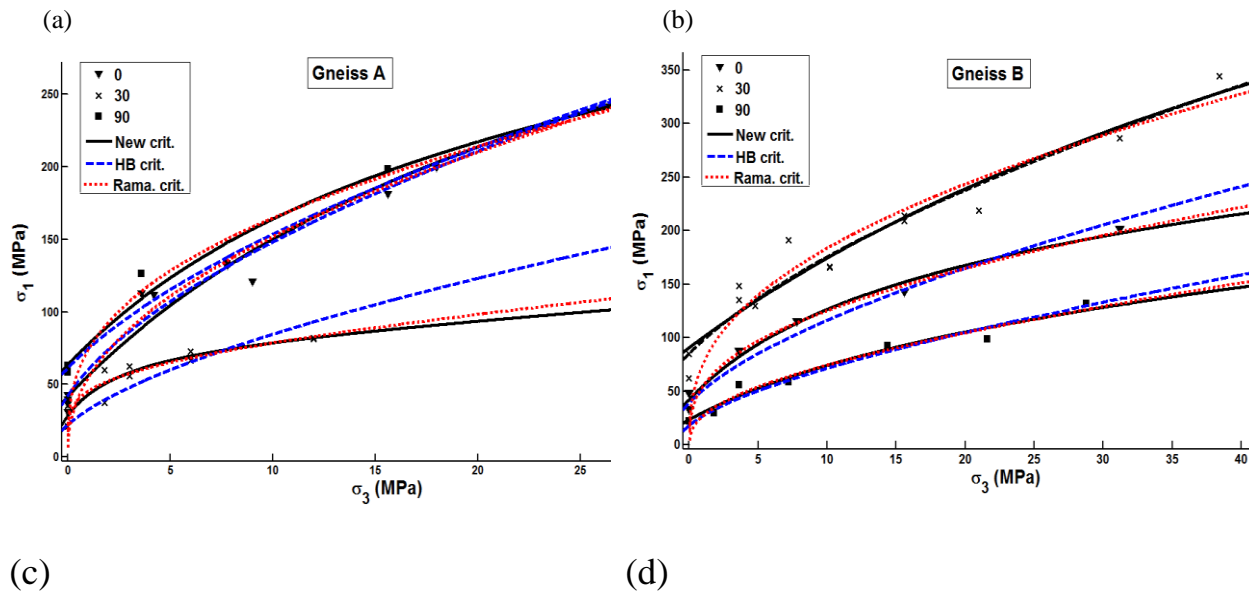 (a)
(b)
Gneiss A
0
30
90
New crit.
HB crit.
Rama. crit.
250
200
150
100
50
0
σ1 (MPa)
0 5 10 15 20 25
σ3 (MPa)
Gneiss B
0
30
90
New crit.
HB crit.
Rama. crit.
350
300
250
200
150
100
50
0
σ1 (MPa)
0 5 10 15 20 25 30 35 40
σ3 (MPa)
(c)
(d)